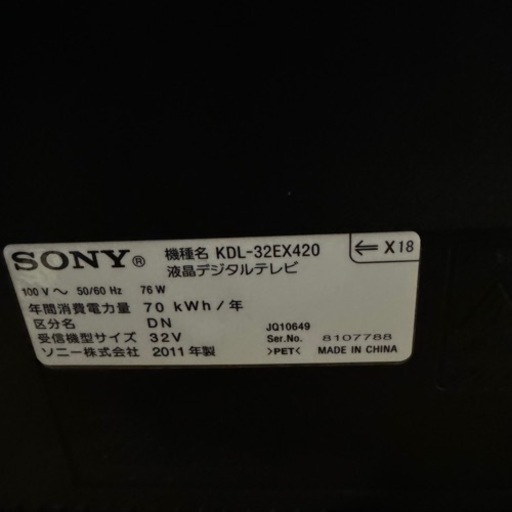 SONY® 機種名 KDL-32EX420 ⇐ X18
液晶デジタルテレビ
100 V ～ 50/60 Hz 76 W
年間消費電力量 70 kWh/年
区分名 DN JQ10649
受信機型サイズ 32V Ser.No. 8107788
ソニー株式会社 2011年製 >PET< MADE IN CHINA